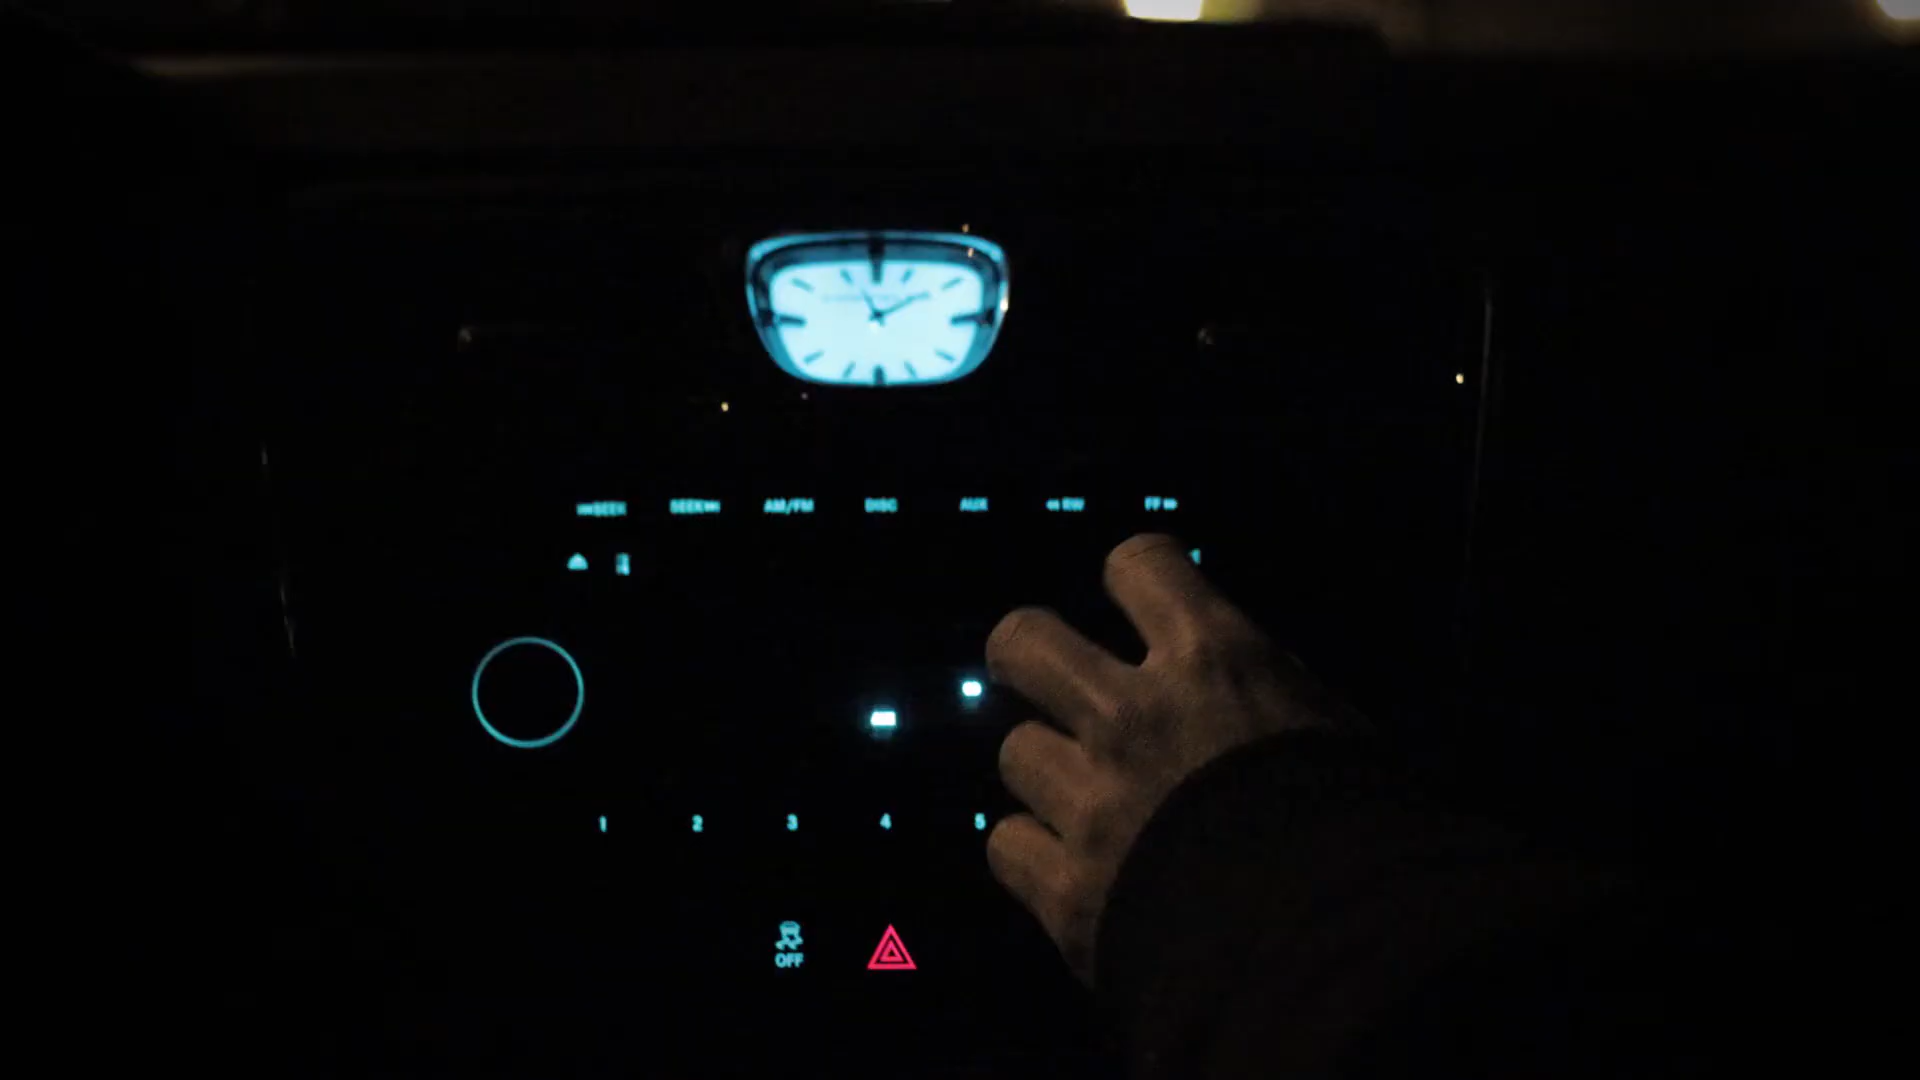 ⏮SEEK SEEK⏭ AM/FM DISC AUX ◀◀ RW FF ▶▶
1 2 3 4 5
OFF